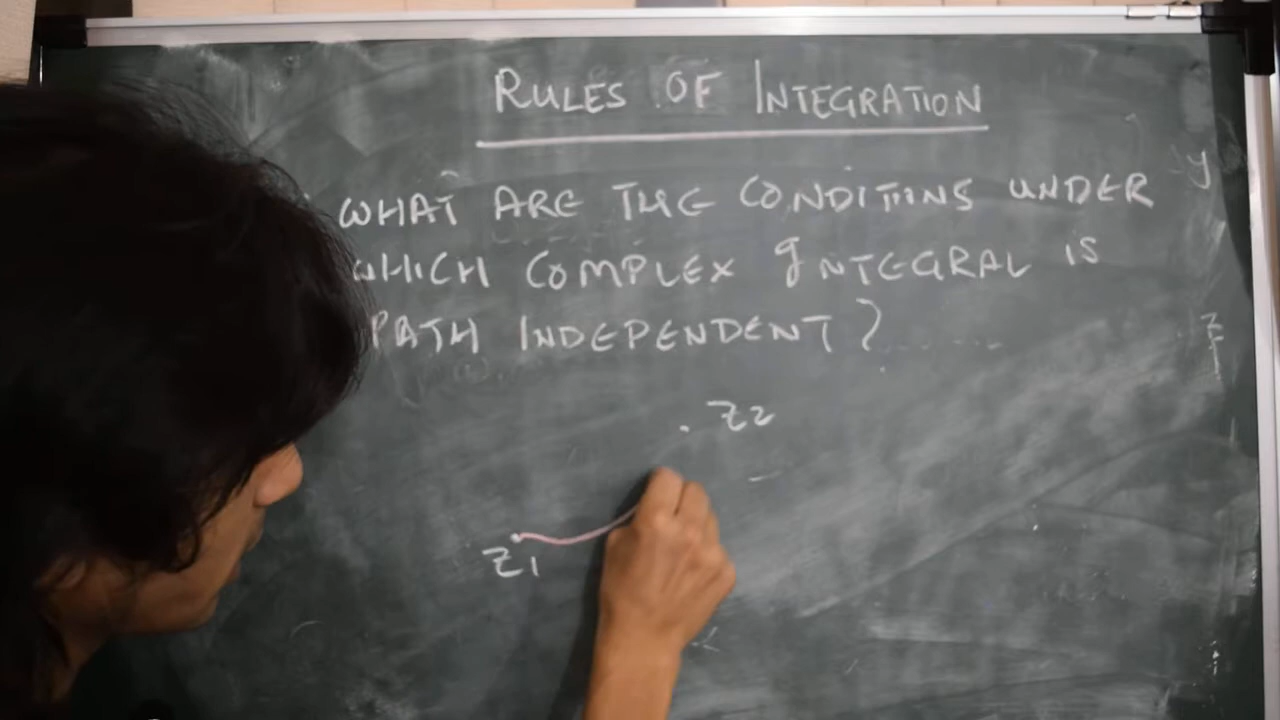 RULES OF INTEGRATION
WHAT ARE THE CONDITIONS UNDER
WHICH COMPLEX INTEGRAL IS
PATH INDEPENDENT?
Z2
Z1
y